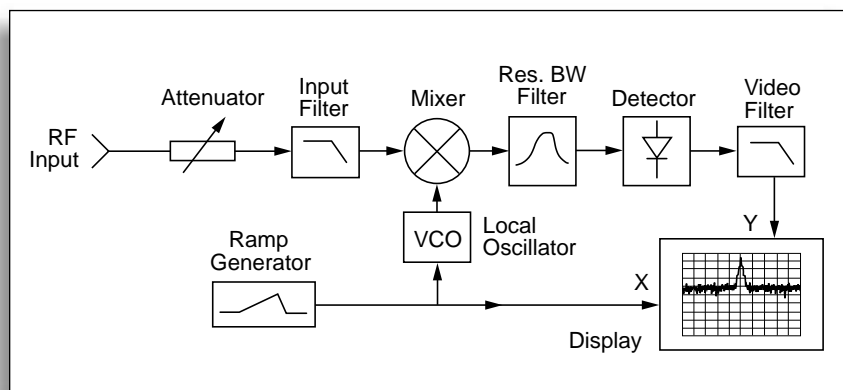 RF
Input
Attenuator
Input
Filter
Mixer
Res. BW
Filter
Detector
Video
Filter
VCO
Local
Oscillator
Ramp
Generator
Y
X
Display